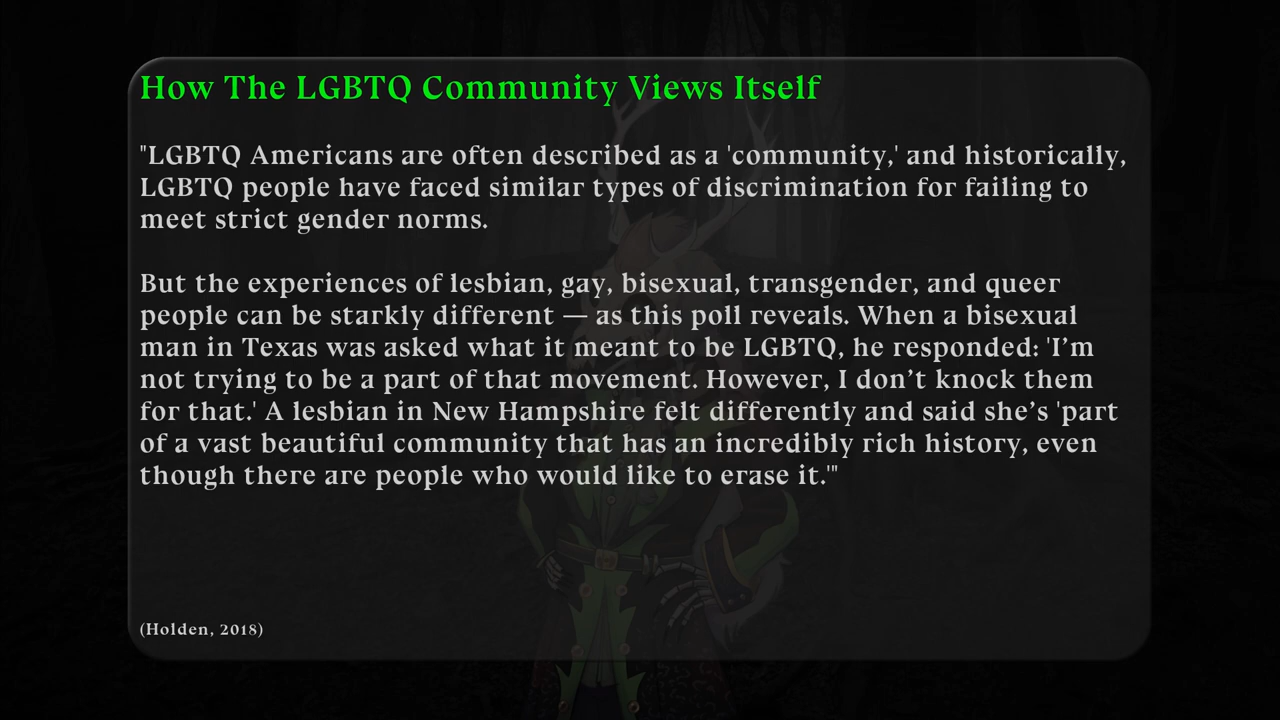 How The LGBTQ Community Views Itself
"LGBTQ Americans are often described as a 'community,' and historically,
LGBTQ people have faced similar types of discrimination for failing to
meet strict gender norms.
But the experiences of lesbian, gay, bisexual, transgender, and queer
people can be starkly different — as this poll reveals. When a bisexual
man in Texas was asked what it meant to be LGBTQ, he responded: 'I’m
not trying to be a part of that movement. However, I don’t knock them
for that.' A lesbian in New Hampshire felt differently and said she’s 'part
of a vast beautiful community that has an incredibly rich history, even
though there are people who would like to erase it.'"
(Holden, 2018)